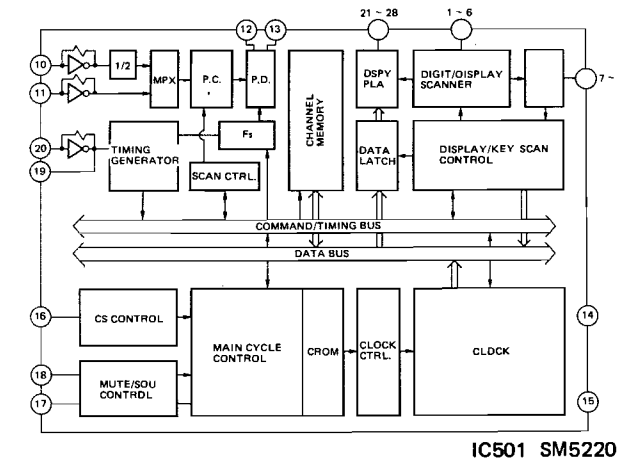 21 ~ 28
1 ~ 6
12
13
10
1/2
MPX
P.C.
P.D.
CHANNEL MEMORY
DSPY PLA
DIGIT/DISPLAY SCANNER
7 ~
11
20
19
TIMING GENERATOR
Fs
SCAN CTRL.
DATA LATCH
DISPLAY/KEY SCAN CONTROL
COMMAND/TIMING BUS
DATA BUS
16
CS CONTROL
MAIN CYCLE CONTROL
CROM
CLOCK CTRL.
CLDCK
14
18
17
MUTE/SOU CONTRDL
15
IC501 SM5220